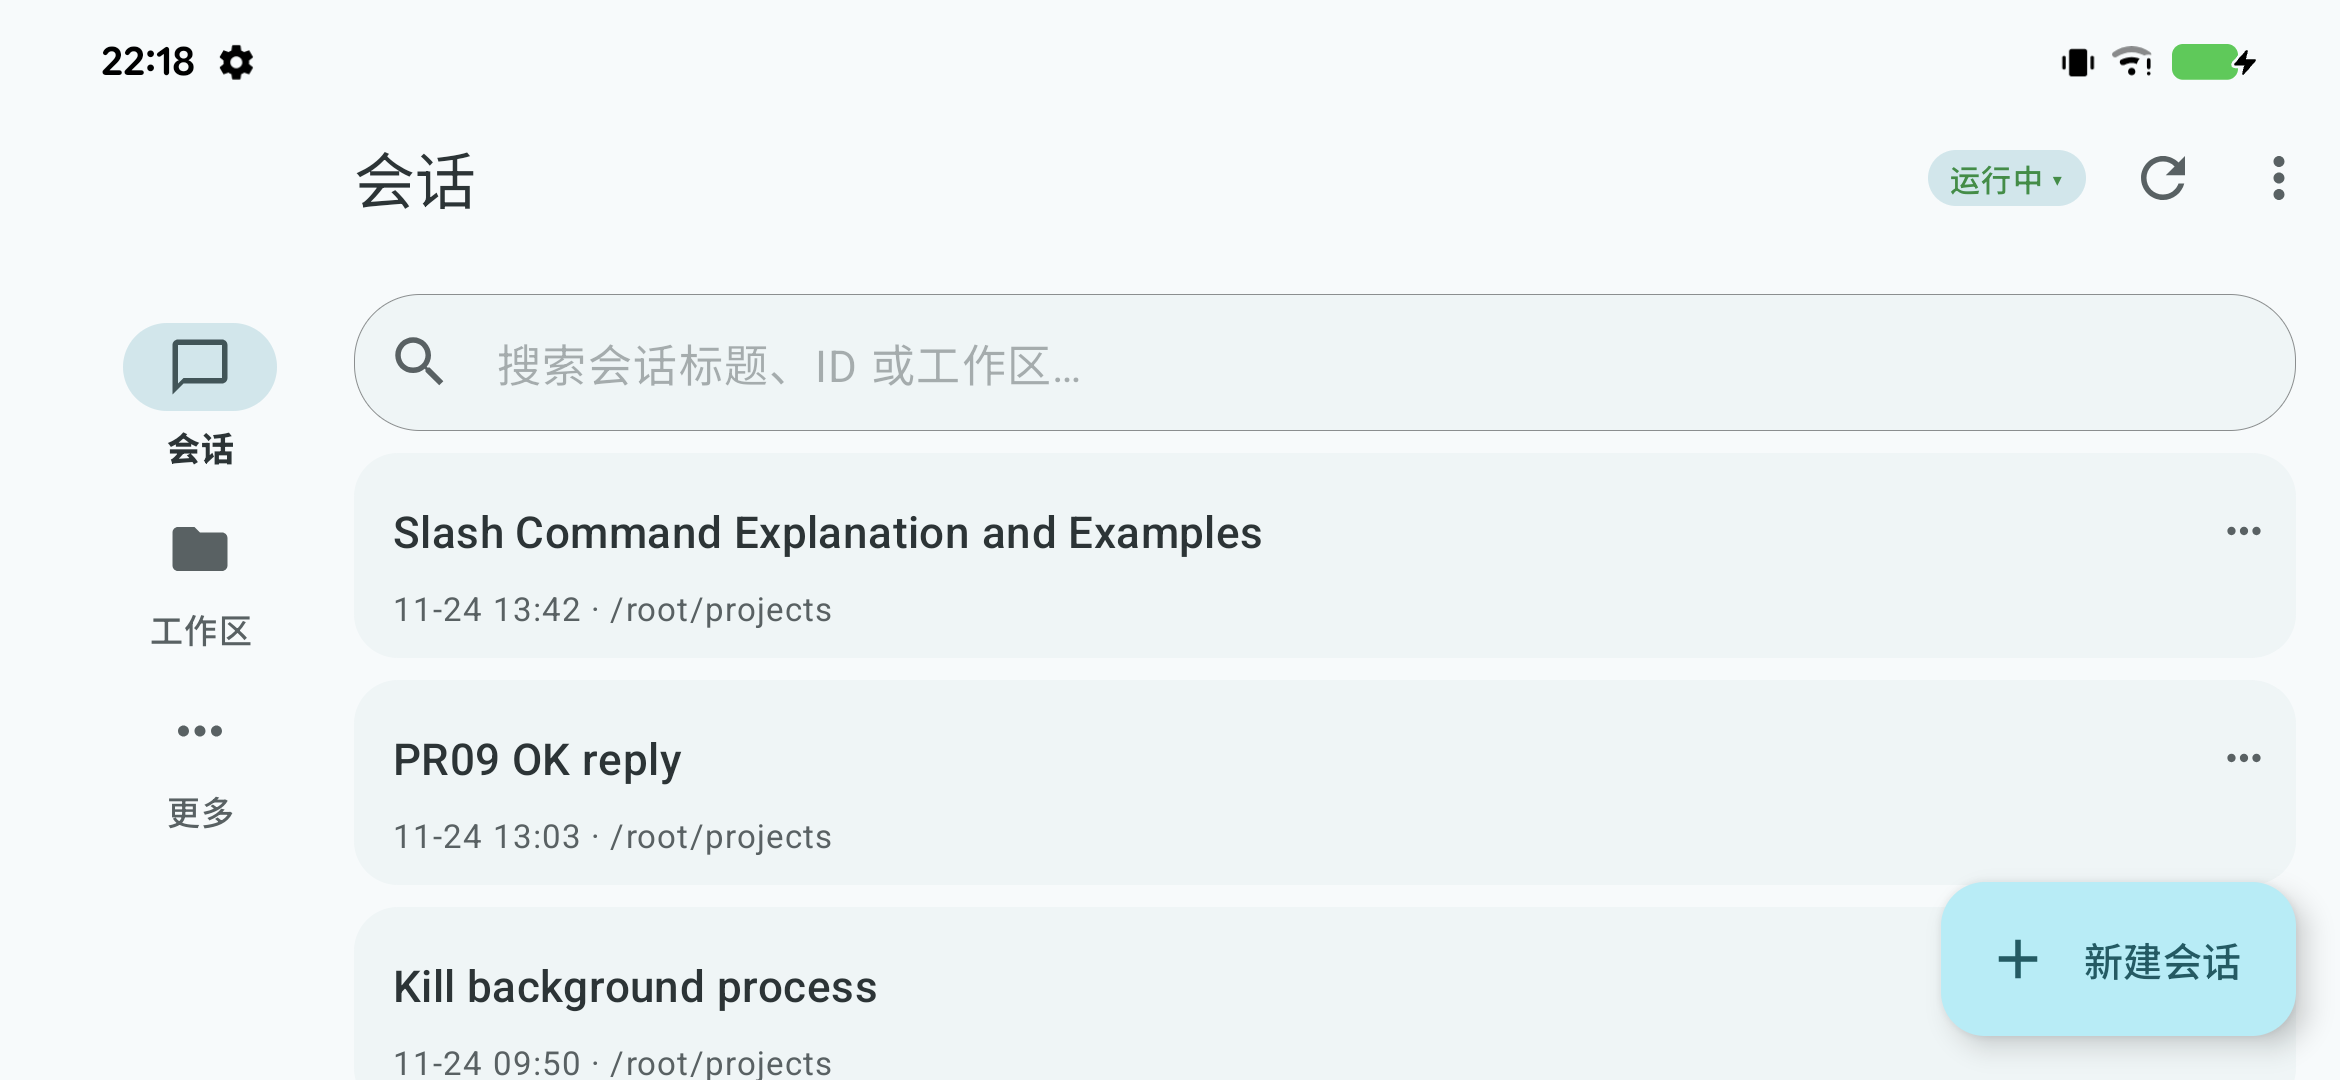 22:18
会话
运行中 ▾
搜索会话标题、ID 或工作区…
会话
工作区
更多
Slash Command Explanation and Examples
11-24 13:42 · /root/projects
PR09 OK reply
11-24 13:03 · /root/projects
Kill background process
11-24 09:50 · /root/projects
新建会话